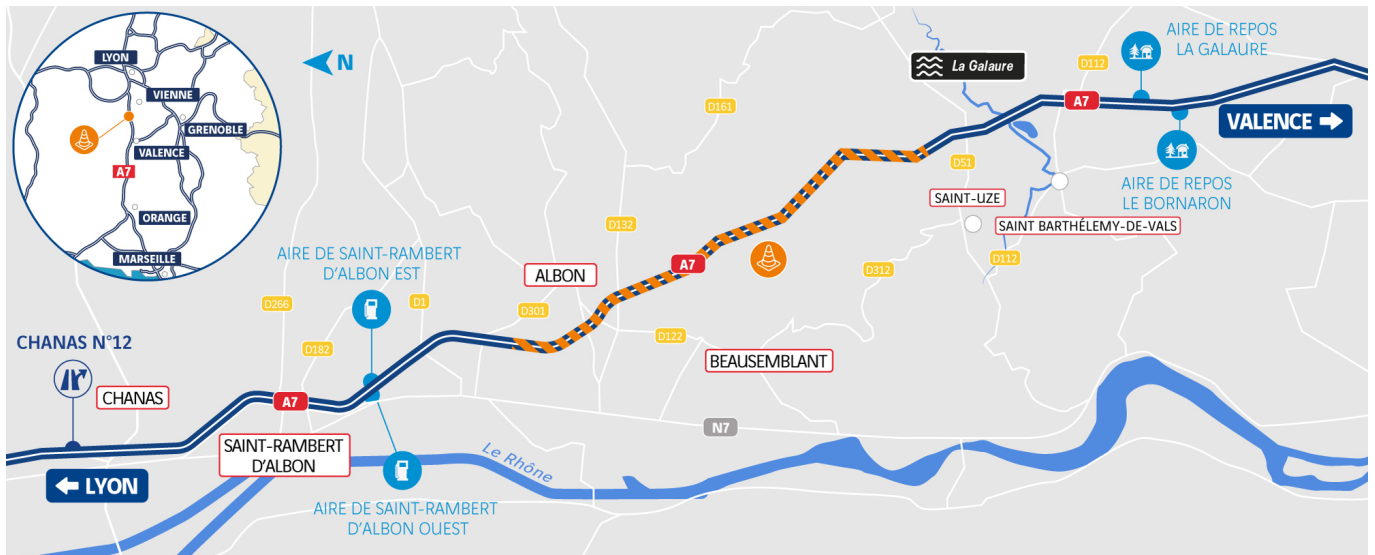 LYON
VIENNE
GRENOBLE
VALENCE
A7
ORANGE
MARSEILLE
N
La Galaure
D112
AIRE DE REPOS
LA GALAURE
A7
VALENCE
D161
D51
AIRE DE REPOS
LE BORNARON
SAINT-UZE
SAINT BARTHÉLEMY-DE-VALS
D132
D112
D312
AIRE DE SAINT-RAMBERT
D'ALBON EST
ALBON
A7
D266
D1
D301
D182
D122
BEAUSEMBLANT
CHANAS N°12
CHANAS
A7
N7
SAINT-RAMBERT
D'ALBON
Le Rhône
LYON
AIRE DE SAINT-RAMBERT
D'ALBON OUEST